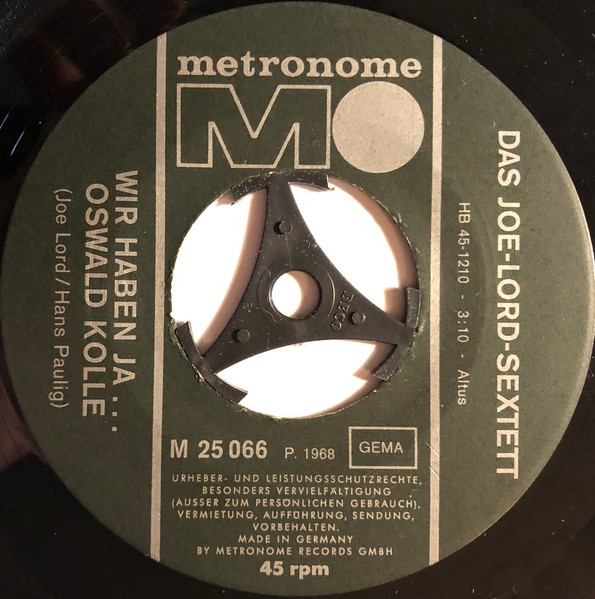 metronome
M
DAS JOE-LORD-SEXTETT
HB 45-1210 - 3:10 - Altus
WIR HABEN JA...
OSWALD KOLLE
(Joe Lord / Hans Paulig)
M 25 066 P. 1968 GEMA
URHEBER- UND LEISTUNGSSCHUTZRECHTE,
BESONDERS VERVIELFÄLTIGUNG
(AUSSER ZUM PERSÖNLICHEN GEBRAUCH),
VERMIETUNG, AUFFÜHRUNG, SENDUNG,
VORBEHALTEN.
MADE IN GERMANY
BY METRONOME RECORDS GMBH
45 rpm